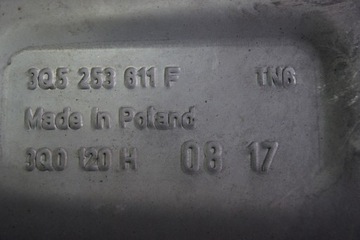 3Q5 253 611 F TN6
Made In Poland
3Q0 120 H 08 17